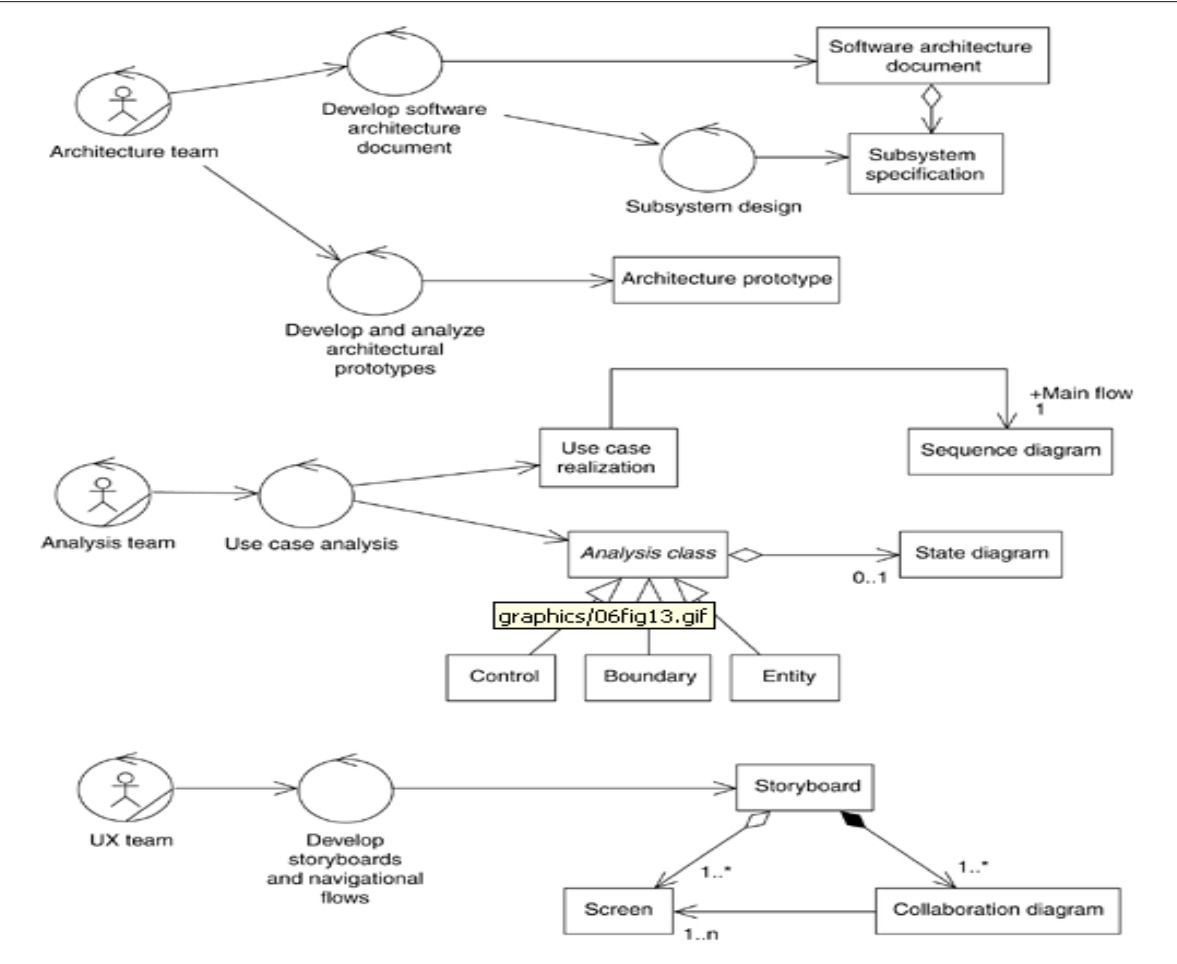 Software architecture
document
Develop software
architecture
document
Architecture team
Subsystem
specification
Subsystem design
Architecture prototype
Develop and analyze
architectural
prototypes
+Main flow
1
Use case
realization
Sequence diagram
Analysis team
Use case analysis
Analysis class
State diagram
0..1
graphics/06fig13.gif
Control
Boundary
Entity
Storyboard
UX team
Develop
storyboards
and navigational
flows
1..*
1..*
Screen
Collaboration diagram
1..n